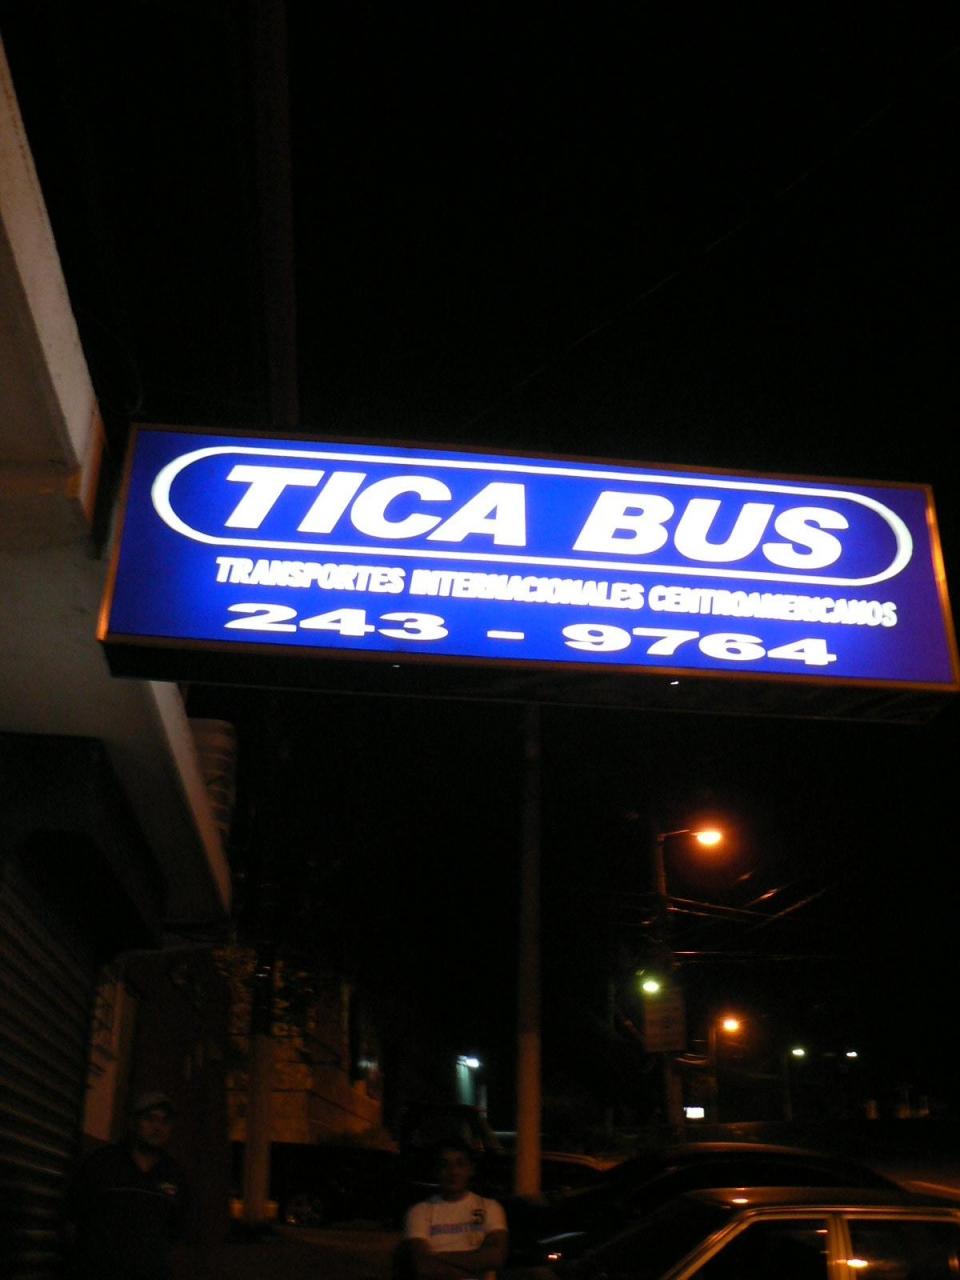 TICA BUS
TRANSPORTES INTERNACIONALES CENTROAMERICANOS
243 - 9764